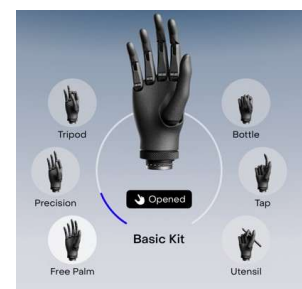 Tripod
Bottle
Precision
Opened
Tap
Basic Kit
Free Palm
Utensil